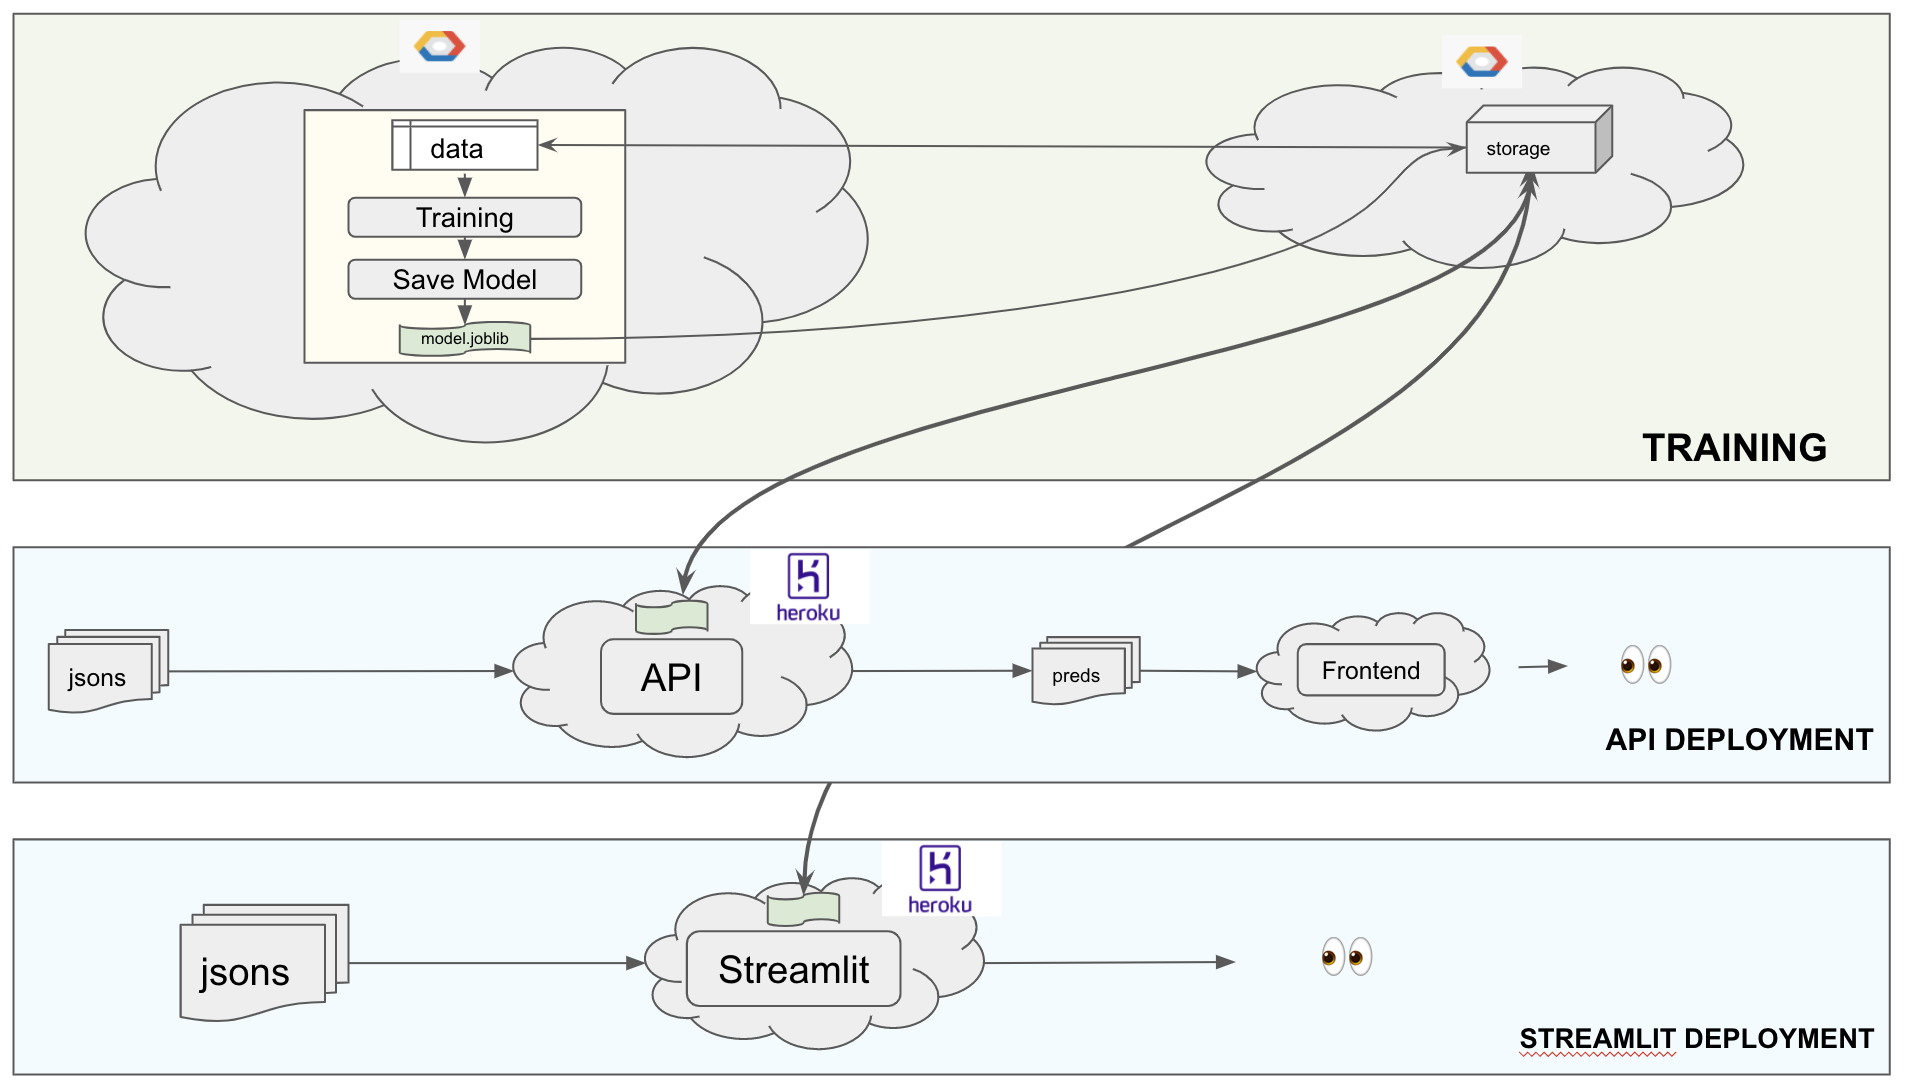 data
storage
Training
Save Model
model.joblib
TRAINING
heroku
jsons
API
preds
Frontend
API DEPLOYMENT
heroku
jsons
Streamlit
STREAMLIT DEPLOYMENT